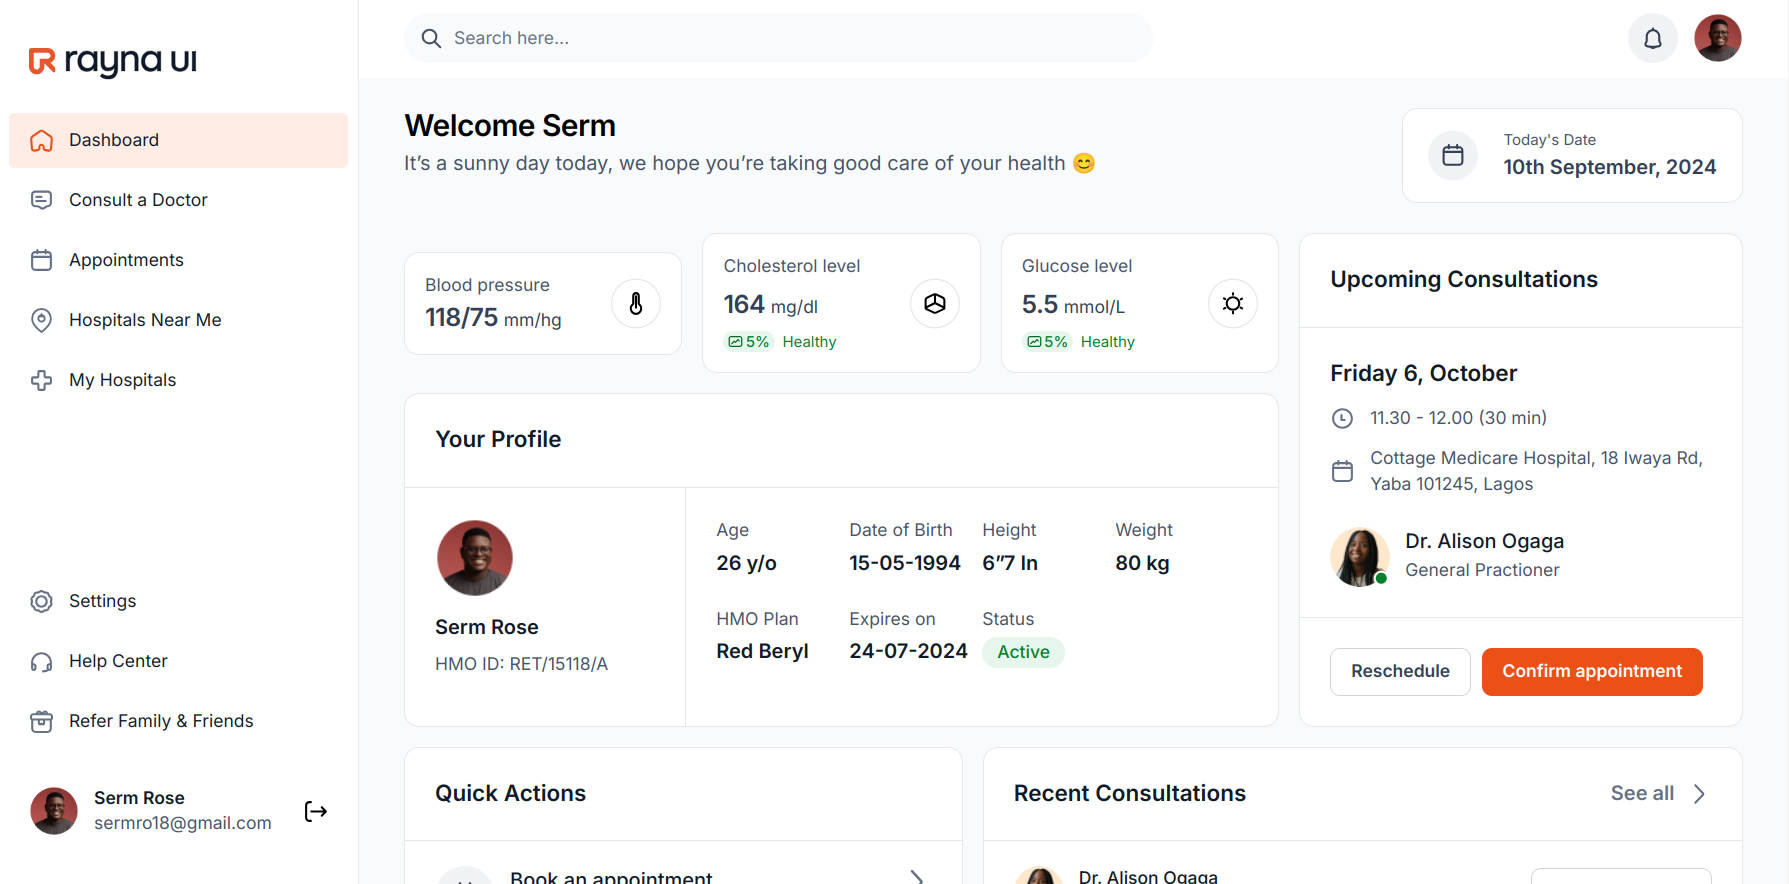 rayna UI
Dashboard
Consult a Doctor
Appointments
Hospitals Near Me
My Hospitals
Settings
Help Center
Refer Family & Friends
Serm Rose
sermro18@gmail.com
Search here...
Welcome Serm
It’s a sunny day today, we hope you’re taking good care of your health 😊
Today's Date
10th September, 2024
Blood pressure
118/75 mm/hg
Cholesterol level
164 mg/dl
5% Healthy
Glucose level
5.5 mmol/L
5% Healthy
Your Profile
Serm Rose
HMO ID: RET/15118/A
Age
26 y/o
Date of Birth
15-05-1994
Height
6”7 In
Weight
80 kg
HMO Plan
Red Beryl
Expires on
24-07-2024
Status
Active
Upcoming Consultations
Friday 6, October
11.30 - 12.00 (30 min)
Cottage Medicare Hospital, 18 Iwaya Rd,
Yaba 101245, Lagos
Dr. Alison Ogaga
General Practioner
Reschedule
Confirm appointment
Quick Actions
Book an appointment
Recent Consultations
See all
Dr. Alison Ogaga